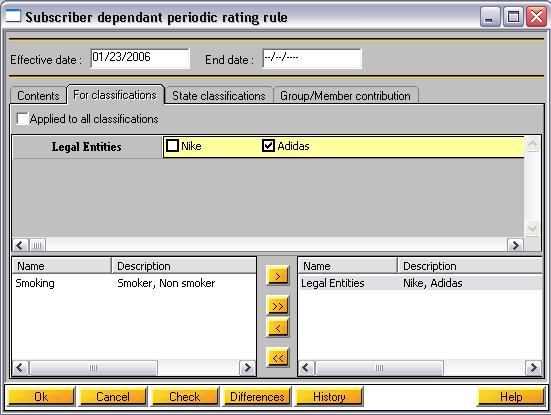 Subscriber dependant periodic rating rule
Effective date : 01/23/2006 End date : --/--/----
Contents For classifications State classifications Group/Member contribution
Applied to all classifications
Legal Entities Nike Adidas
Name Description > Name Description
Smoking Smoker, Non smoker Legal Entities Nike, Adidas
>>
<
<<
Ok Cancel Check Differences History Help